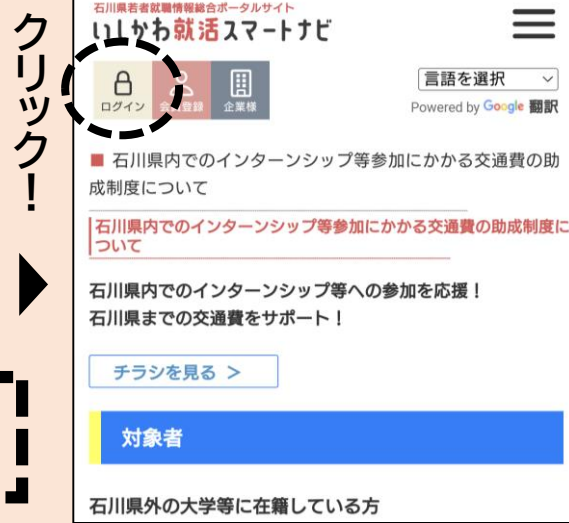 クリック！
石川県若者就職情報総合ポータルサイト
いしかわ就活スマートナビ
ログイン
会員登録
企業様
言語を選択
Powered by Google 翻訳
■ 石川県内でのインターンシップ等参加にかかる交通費の助
成制度について
石川県内でのインターンシップ等参加にかかる交通費の助成制度に
ついて
石川県内でのインターンシップ等への参加を応援！
石川県までの交通費をサポート！
チラシを見る ＞
対象者
石川県外の大学等に在籍している方